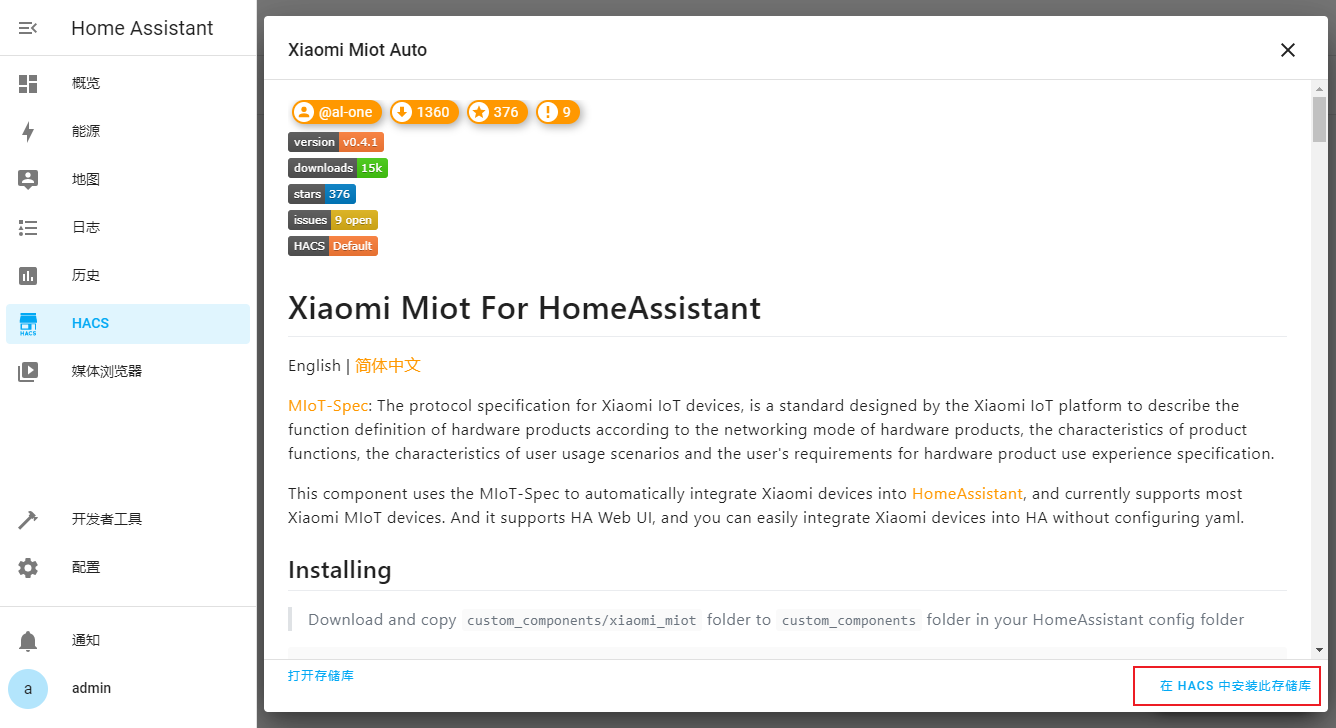 Home Assistant
概览
能源
地图
日志
历史
HACS
HACS
媒体浏览器
开发者工具
配置
通知
a
admin
Xiaomi Miot Auto
@al-one 1360 376 9
version v0.4.1
downloads 15k
stars 376
issues 9 open
HACS Default
Xiaomi Miot For HomeAssistant
English | 简体中文
MIoT-Spec: The protocol specification for Xiaomi IoT devices, is a standard designed by the Xiaomi IoT platform to describe the
function definition of hardware products according to the networking mode of hardware products, the characteristics of product
functions, the characteristics of user usage scenarios and the user's requirements for hardware product use experience specification.
This component uses the MIoT-Spec to automatically integrate Xiaomi devices into HomeAssistant, and currently supports most
Xiaomi MIoT devices. And it supports HA Web UI, and you can easily integrate Xiaomi devices into HA without configuring yaml.
Installing
Download and copy custom_components/xiaomi_miot folder to custom_components folder in your HomeAssistant config folder
打开存储库
在 HACS 中安装此存储库